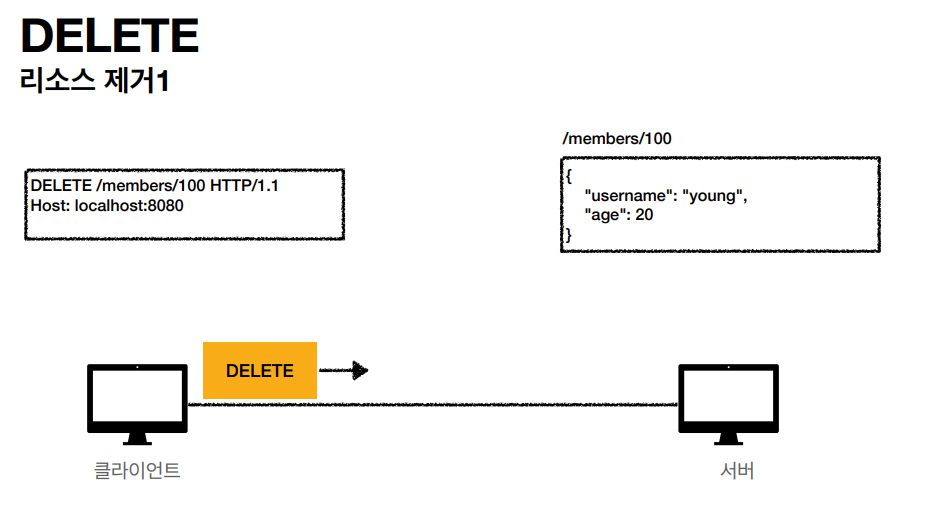 DELETE
리소스 제거1
/members/100
DELETE /members/100 HTTP/1.1
Host: localhost:8080
{
"username": "young",
"age": 20
}
DELETE
클라이언트
서버